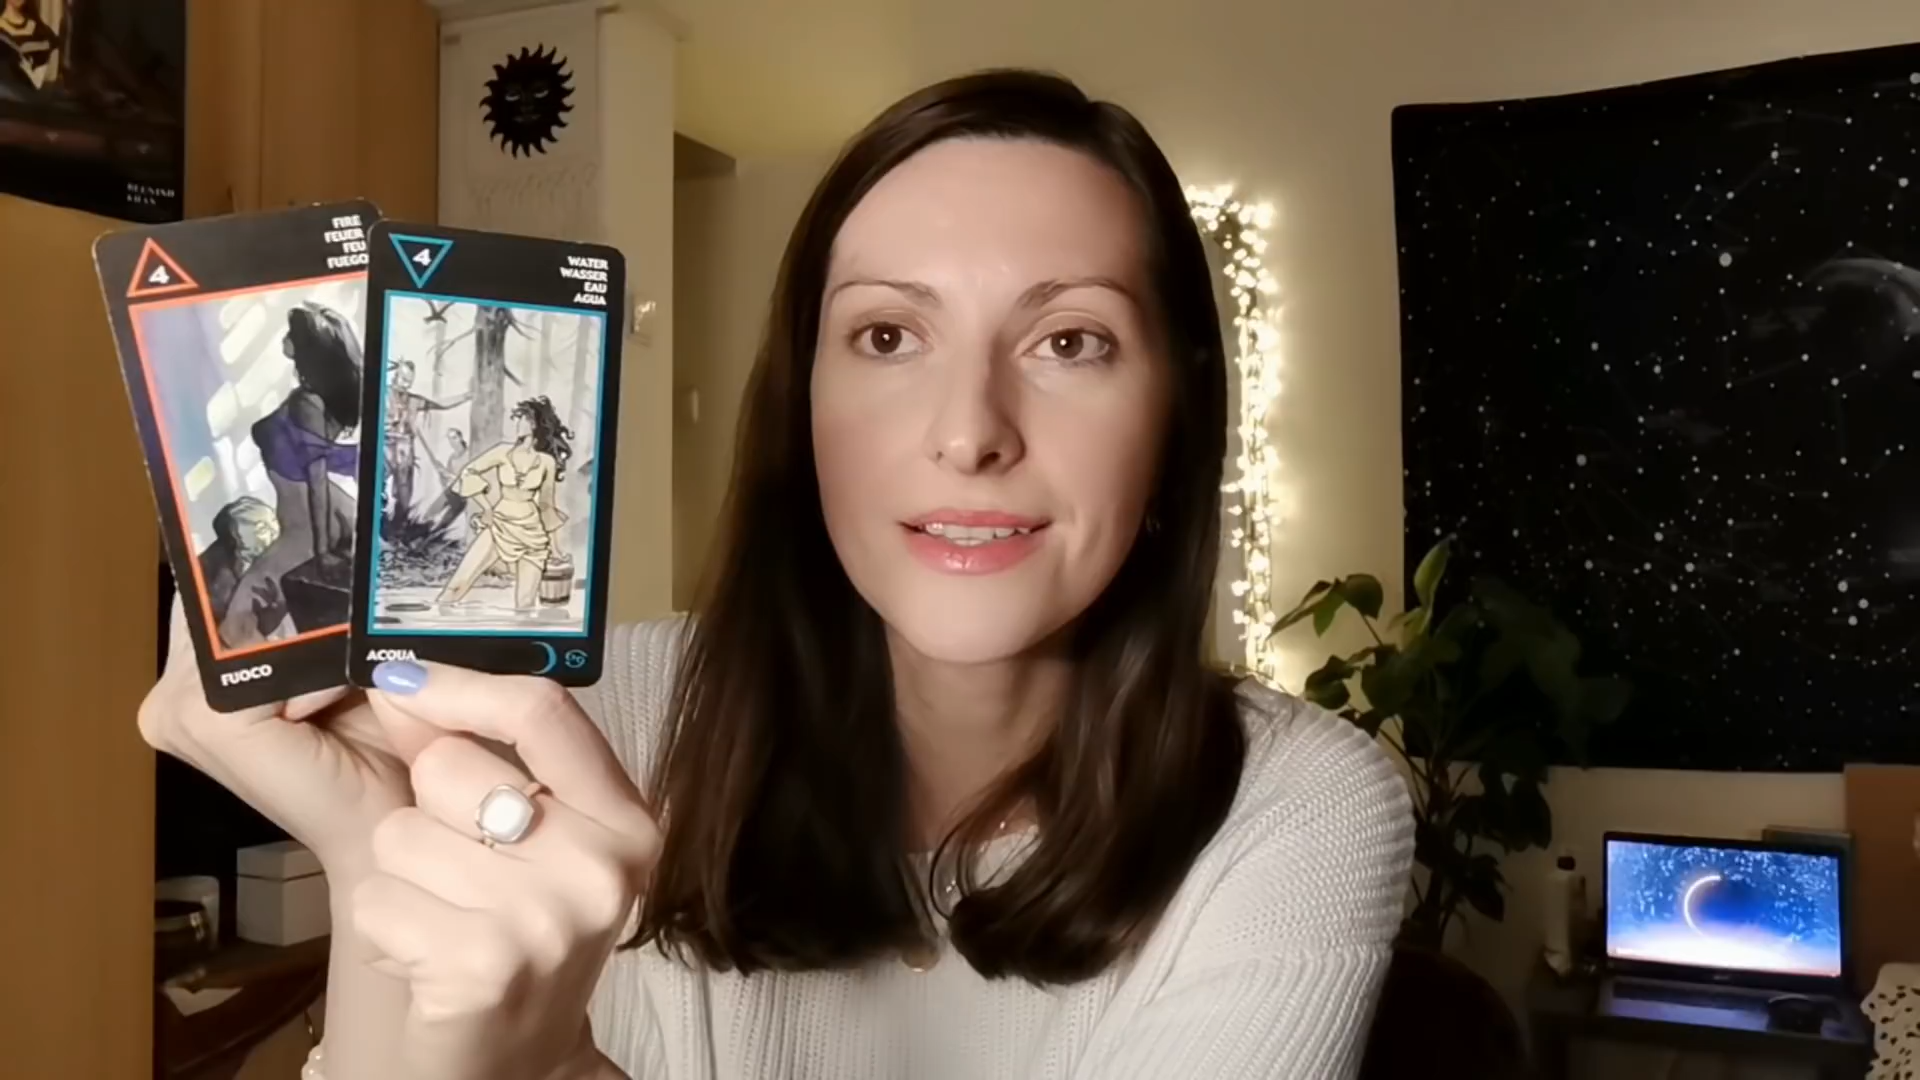 4
FIRE
FEUER
FEU
FUEGO
FUOCO
4
WATER
WASSER
EAU
AGUA
ACQUA